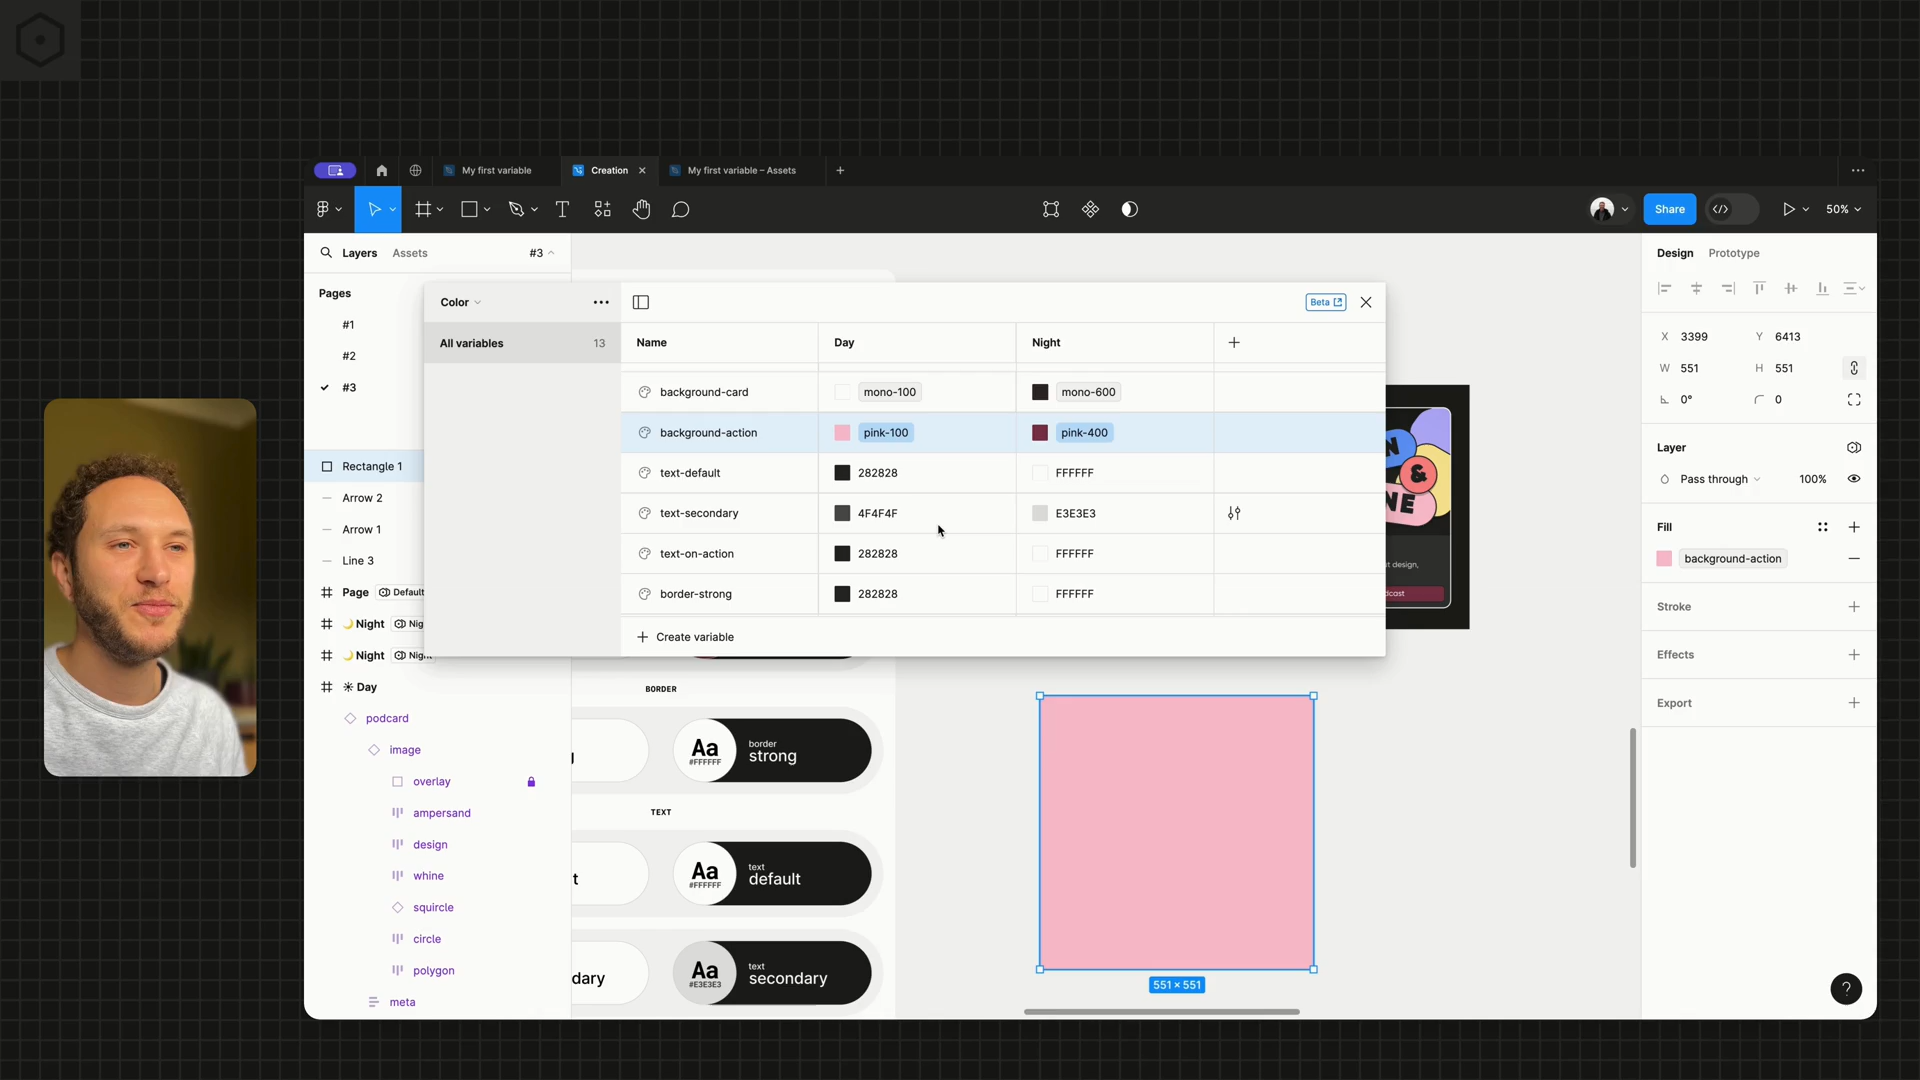 My first variable
Creation
My first variable – Assets
Share
50%
Layers
Assets
#3
Design
Prototype
Pages
#1
#2
#3
Rectangle 1
Arrow 2
Arrow 1
Line 3
Page
Default
🌙Night
Nig
🌙Night
Nigh
☀Day
podcard
image
overlay
ampersand
design
whine
squircle
circle
polygon
meta
Color
All variables
13
Beta
Name
Day
Night
background-card
mono-100
mono-600
background-action
pink-100
pink-400
text-default
282828
FFFFFF
text-secondary
4F4F4F
E3E3E3
text-on-action
282828
FFFFFF
border-strong
282828
FFFFFF
Create variable
N
&
NE
t design,
dcast
BORDER
Aa
#FFFFFF
border
strong
TEXT
t
Aa
#FFFFFF
text
default
dary
Aa
#E3E3E3
text
secondary
551 × 551
X 3399
Y 6413
W 551
H 551
0°
0
Layer
Pass through
100%
Fill
background-action
Stroke
Effects
Export
?